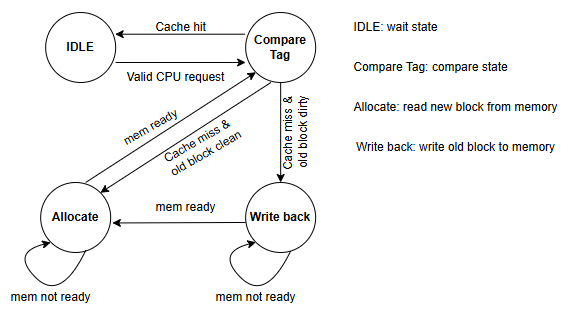 Cache hit
IDLE
Compare
Tag
Valid CPU request
mem ready
Cache miss &
old block clean
Cache miss &
old block dirty
Allocate
mem ready
Write back
mem not ready
mem not ready
IDLE: wait state
Compare Tag: compare state
Allocate: read new block from memory
Write back: write old block to memory